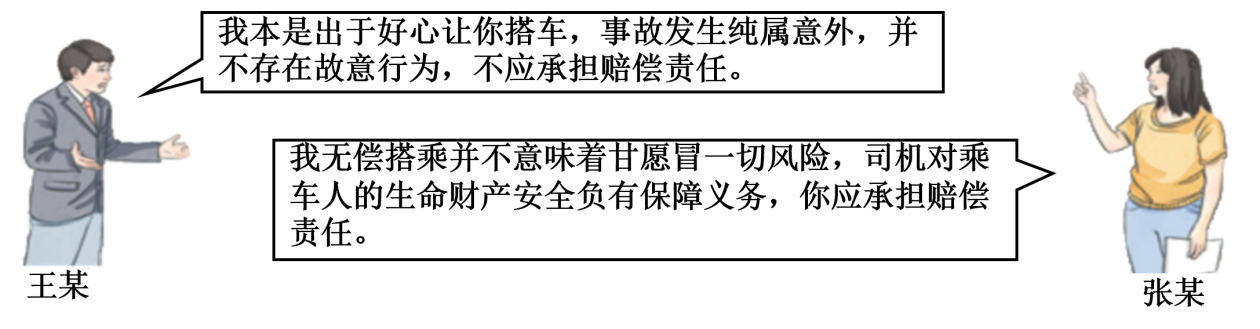 我本是出于好心让你搭车，事故发生纯属意外，并
不存在故意行为，不应承担赔偿责任。
我无偿搭乘并不意味着甘愿冒一切风险，司机对乘
车人的生命财产安全负有保障义务，你应承担赔偿
责任。
王某
张某